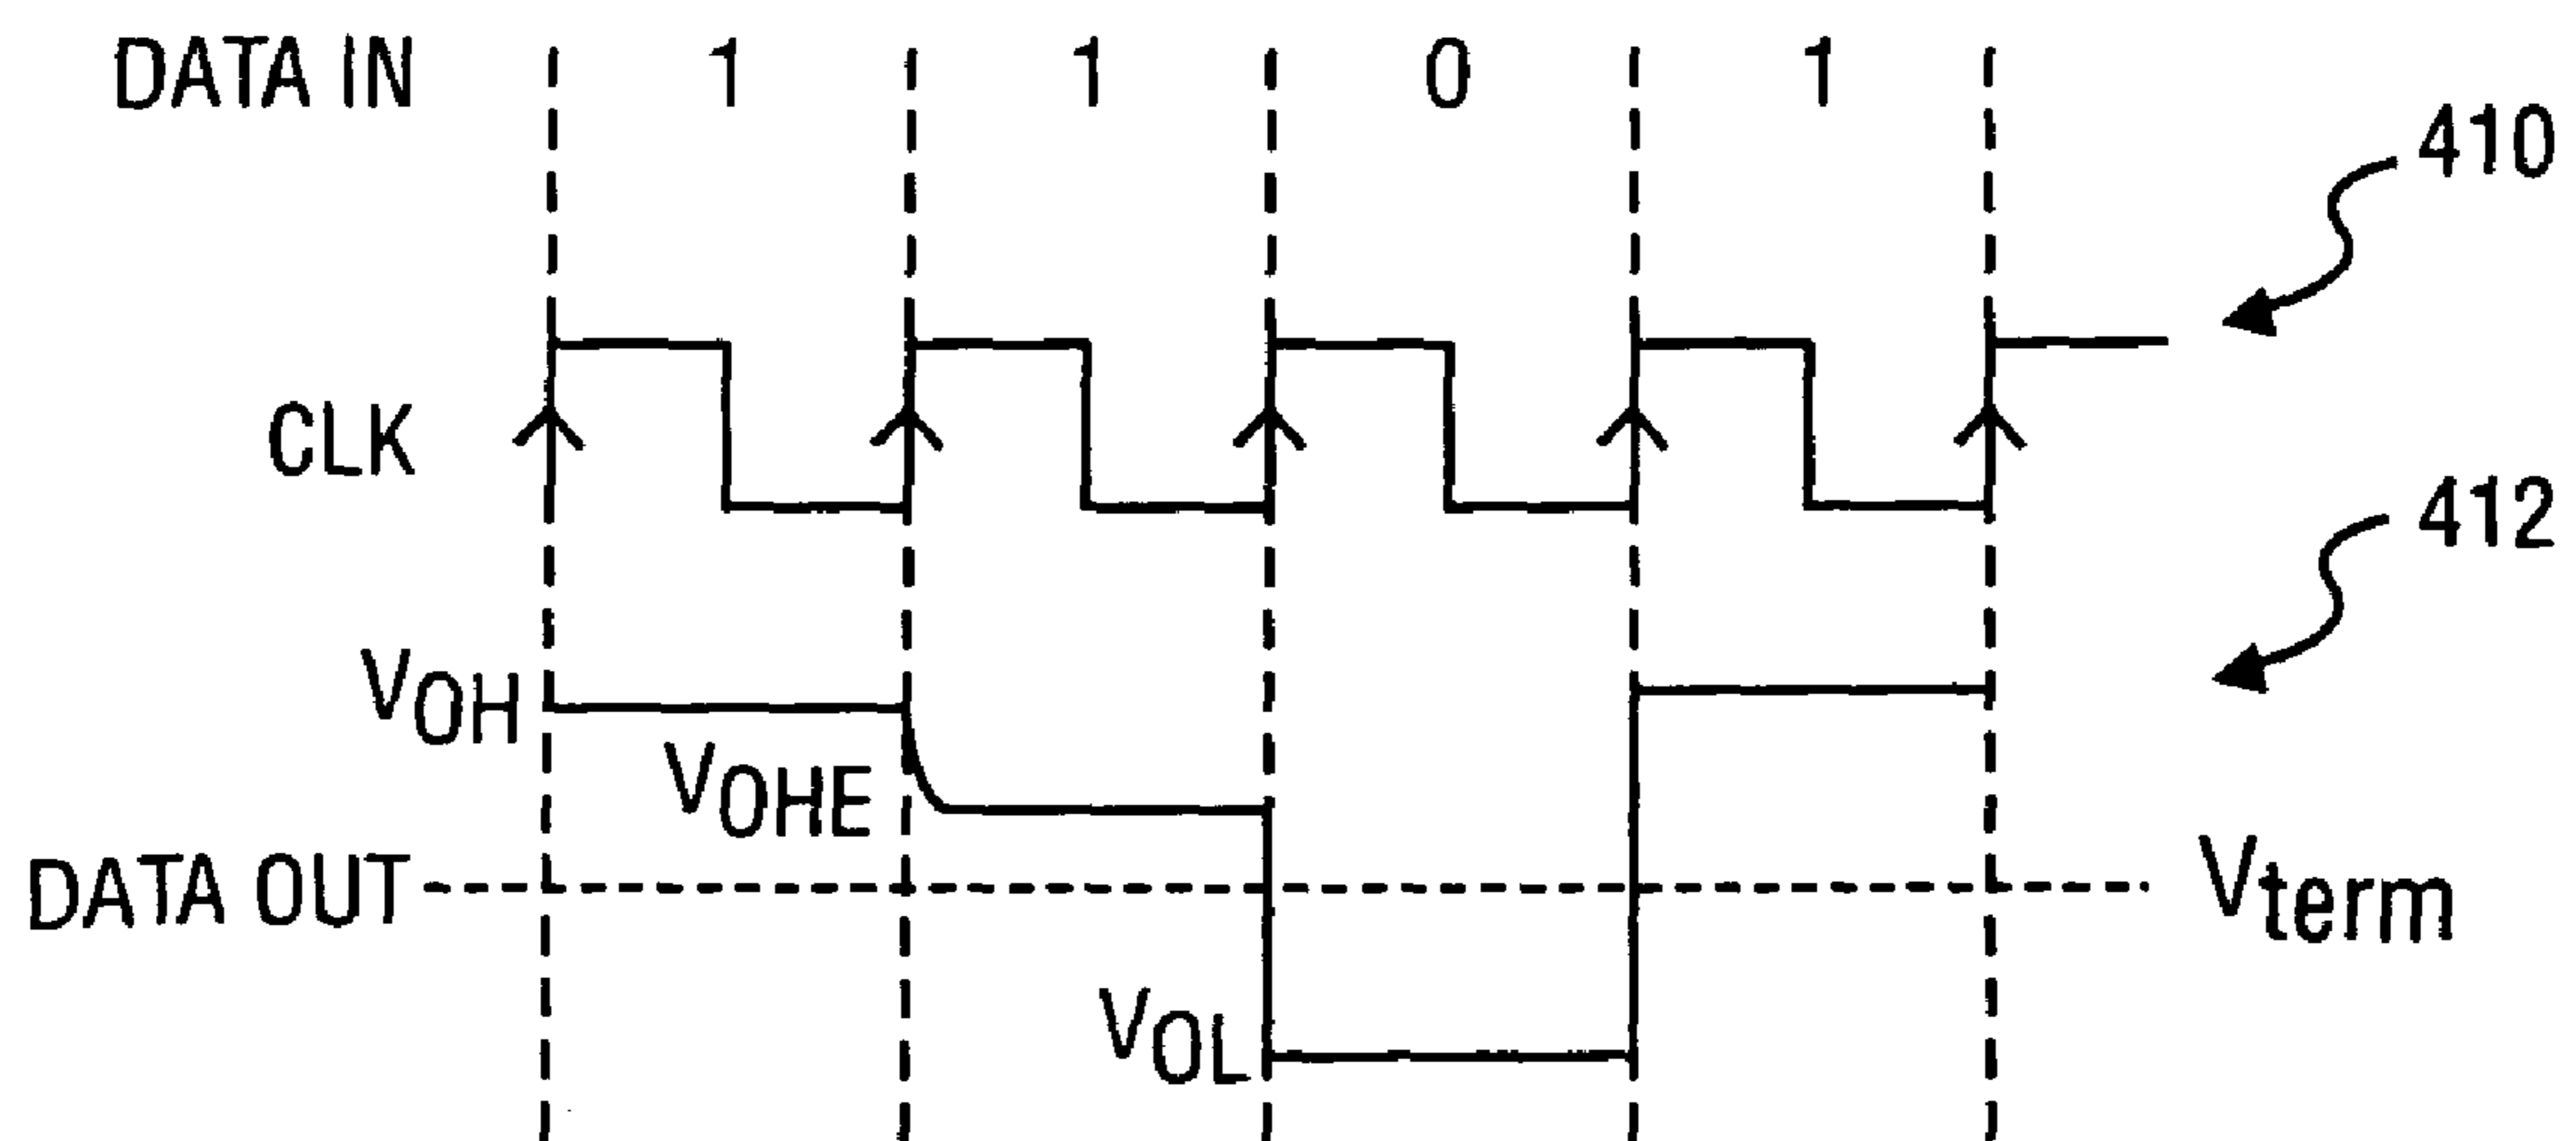 DATA IN 1 1 0 1
410
CLK
412
VOH
VOHE
DATA OUT Vterm
VOL